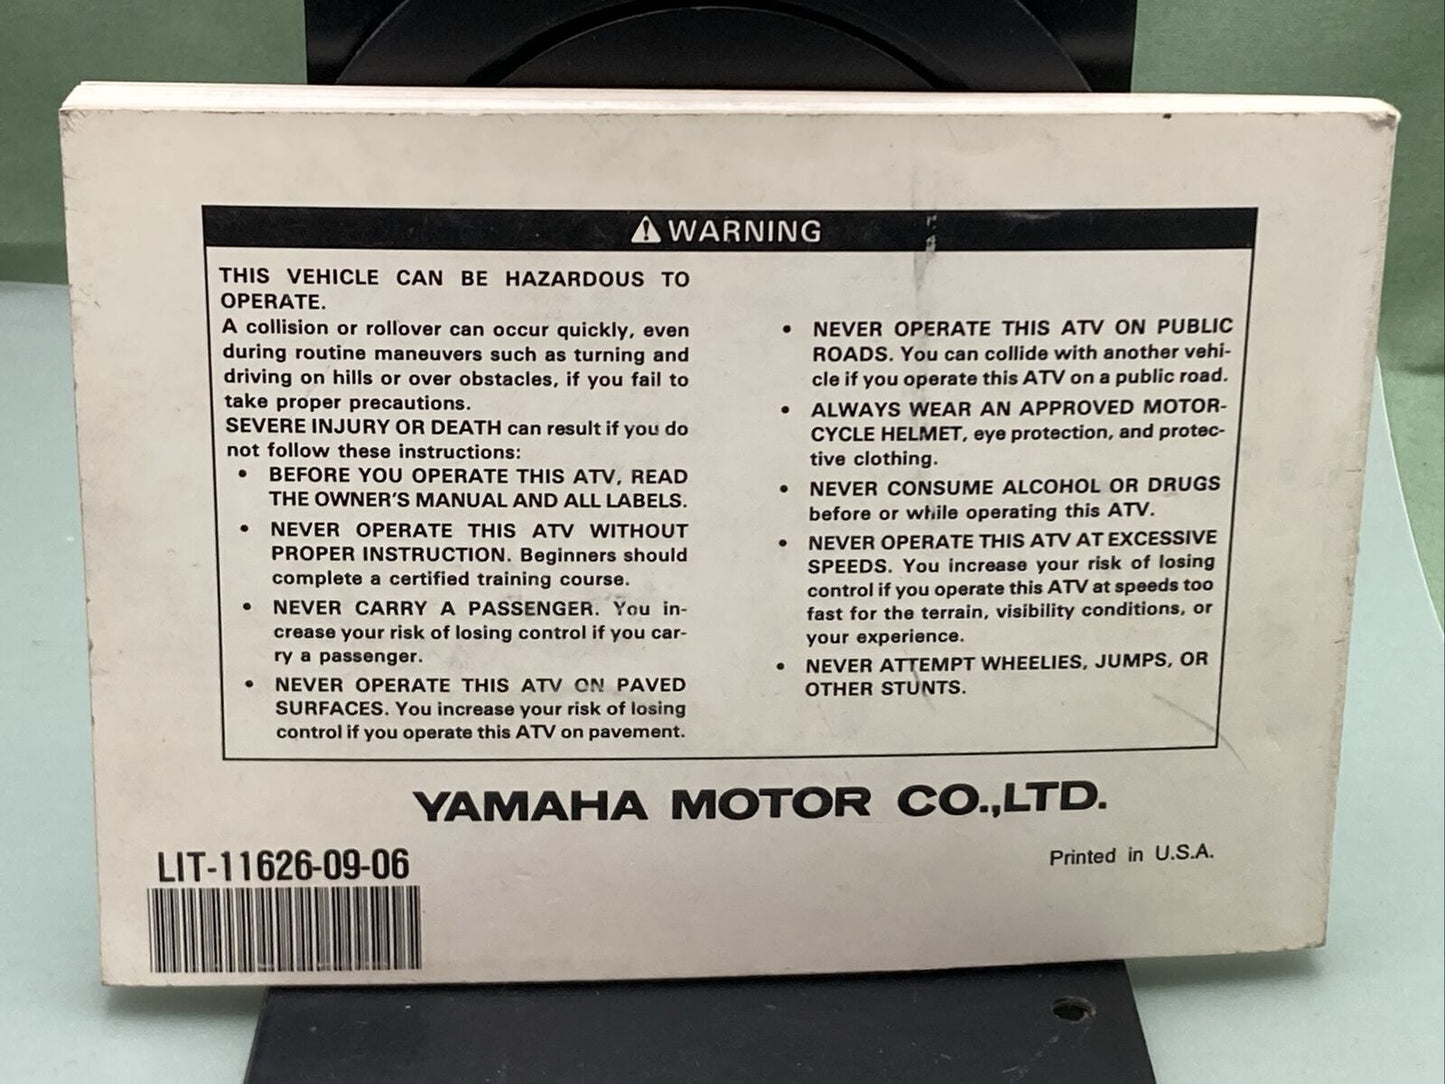 ⚠ WARNING
THIS VEHICLE CAN BE HAZARDOUS TO
OPERATE.
A collision or rollover can occur quickly, even
during routine maneuvers such as turning and
driving on hills or over obstacles, if you fail to
take proper precautions.
SEVERE INJURY OR DEATH can result if you do
not follow these instructions:
• BEFORE YOU OPERATE THIS ATV, READ
THE OWNER'S MANUAL AND ALL LABELS.
• NEVER OPERATE THIS ATV WITHOUT
PROPER INSTRUCTION. Beginners should
complete a certified training course.
• NEVER CARRY A PASSENGER. You in-
crease your risk of losing control if you car-
ry a passenger.
• NEVER OPERATE THIS ATV ON PAVED
SURFACES. You increase your risk of losing
control if you operate this ATV on pavement.
• NEVER OPERATE THIS ATV ON PUBLIC
ROADS. You can collide with another vehi-
cle if you operate this ATV on a public road.
• ALWAYS WEAR AN APPROVED MOTOR-
CYCLE HELMET, eye protection, and protec-
tive clothing.
• NEVER CONSUME ALCOHOL OR DRUGS
before or while operating this ATV.
• NEVER OPERATE THIS ATV AT EXCESSIVE
SPEEDS. You increase your risk of losing
control if you operate this ATV at speeds too
fast for the terrain, visibility conditions, or
your experience.
• NEVER ATTEMPT WHEELIES, JUMPS, OR
OTHER STUNTS.
YAMAHA MOTOR CO.,LTD.
LIT-11626-09-06
Printed in U.S.A.